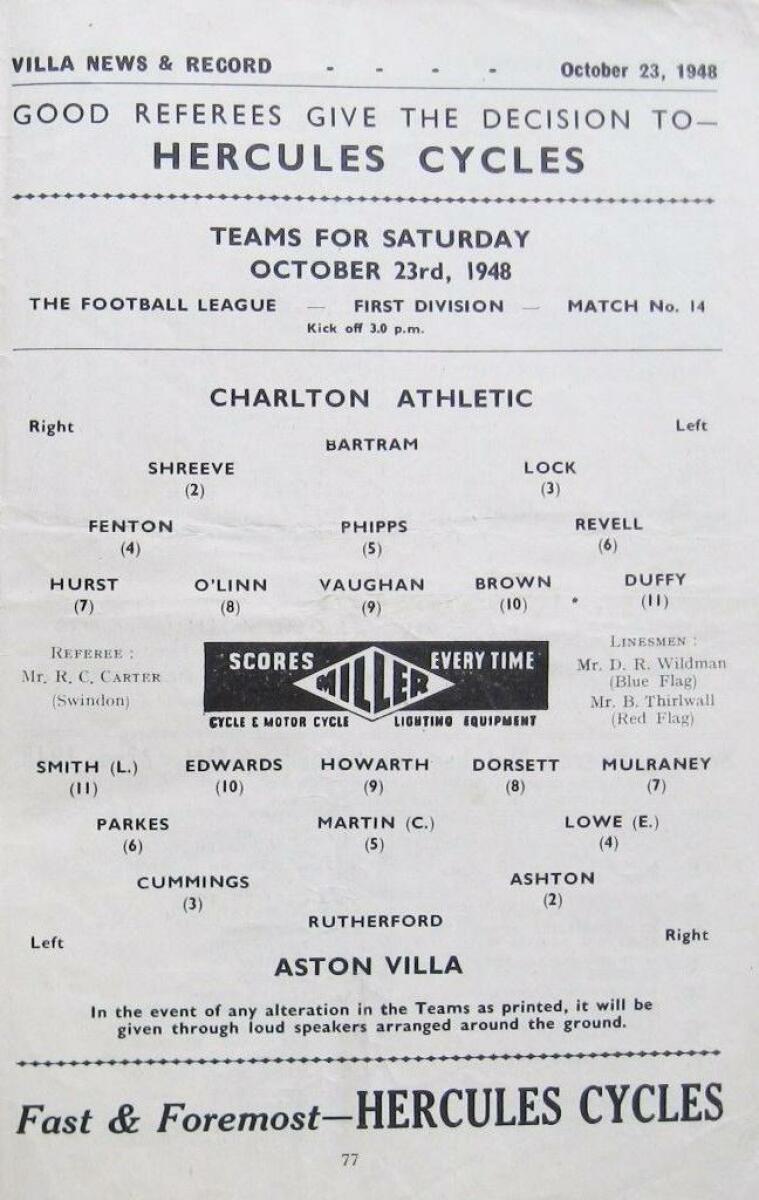 VILLA NEWS & RECORD - - - - October 23, 1948
GOOD REFEREES GIVE THE DECISION TO—
HERCULES CYCLES
TEAMS FOR SATURDAY
OCTOBER 23rd, 1948
THE FOOTBALL LEAGUE — FIRST DIVISION — MATCH No. 14
Kick off 3.0 p.m.
CHARLTON ATHLETIC
Right Left
BARTRAM
SHREEVE LOCK
(2) (3)
FENTON PHIPPS REVELL
(4) (5) (6)
HURST O'LINN VAUGHAN BROWN DUFFY
(7) (8) (9) (10) (11)
REFEREE :
Mr. R. C. CARTER
(Swindon)
SCORES MILLER EVERY TIME
CYCLE & MOTOR CYCLE LIGHTING EQUIPMENT
LINESMEN :
Mr. D. R. Wildman
(Blue Flag)
Mr. B. Thirlwall
(Red Flag)
SMITH (L.) EDWARDS HOWARTH DORSETT MULRANEY
(11) (10) (9) (8) (7)
PARKES MARTIN (C.) LOWE (E.)
(6) (5) (4)
CUMMINGS ASHTON
(3) (2)
RUTHERFORD
Left Right
ASTON VILLA
In the event of any alteration in the Teams as printed, it will be
given through loud speakers arranged around the ground.
Fast & Foremost—HERCULES CYCLES
77